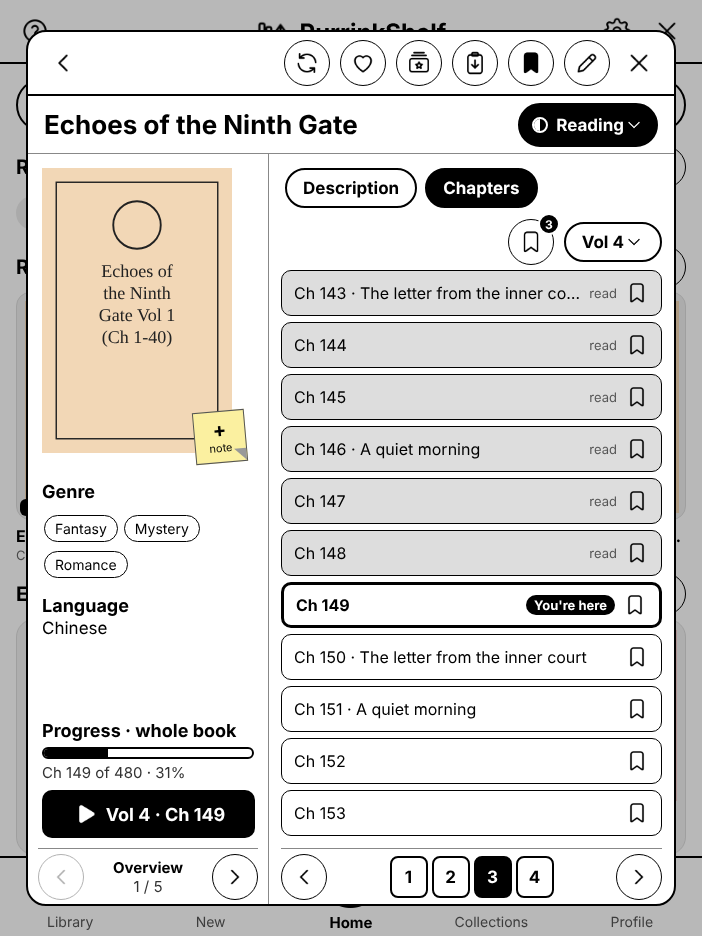 PurrinkShelf
Echoes of the Ninth Gate
Reading
Echoes of
the Ninth
Gate Vol 1
(Ch 1-40)
+
note
Genre
Fantasy
Mystery
Romance
Language
Chinese
Progress · whole book
Ch 149 of 480 · 31%
Vol 4 · Ch 149
Overview
1 / 5
Description
Chapters
3
Vol 4
Ch 143 · The letter from the inner co... read
Ch 144 read
Ch 145 read
Ch 146 · A quiet morning read
Ch 147 read
Ch 148 read
Ch 149 You're here
Ch 150 · The letter from the inner court
Ch 151 · A quiet morning
Ch 152
Ch 153
1 2 3 4
Library New Home Collections Profile